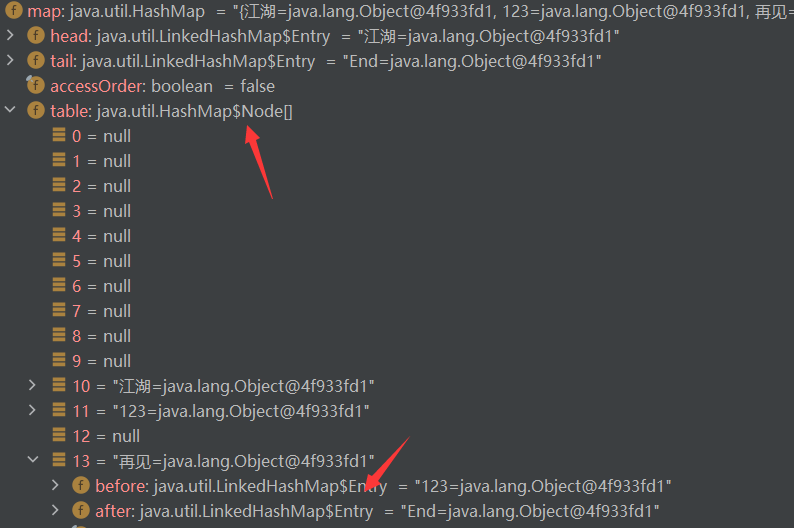 f map: java.util.HashMap = "{江湖=java.lang.Object@4f933fd1, 123=java.lang.Object@4f933fd1, 再见=
f head: java.util.LinkedHashMap$Entry = "江湖=java.lang.Object@4f933fd1"
f tail: java.util.LinkedHashMap$Entry = "End=java.lang.Object@4f933fd1"
f accessOrder: boolean = false
f table: java.util.HashMap$Node[]
0 = null
1 = null
2 = null
3 = null
4 = null
5 = null
6 = null
7 = null
8 = null
9 = null
10 = "江湖=java.lang.Object@4f933fd1"
11 = "123=java.lang.Object@4f933fd1"
12 = null
13 = "再见=java.lang.Object@4f933fd1"
f before: java.util.LinkedHashMap$Entry = "123=java.lang.Object@4f933fd1"
f after: java.util.LinkedHashMap$Entry = "End=java.lang.Object@4f933fd1"